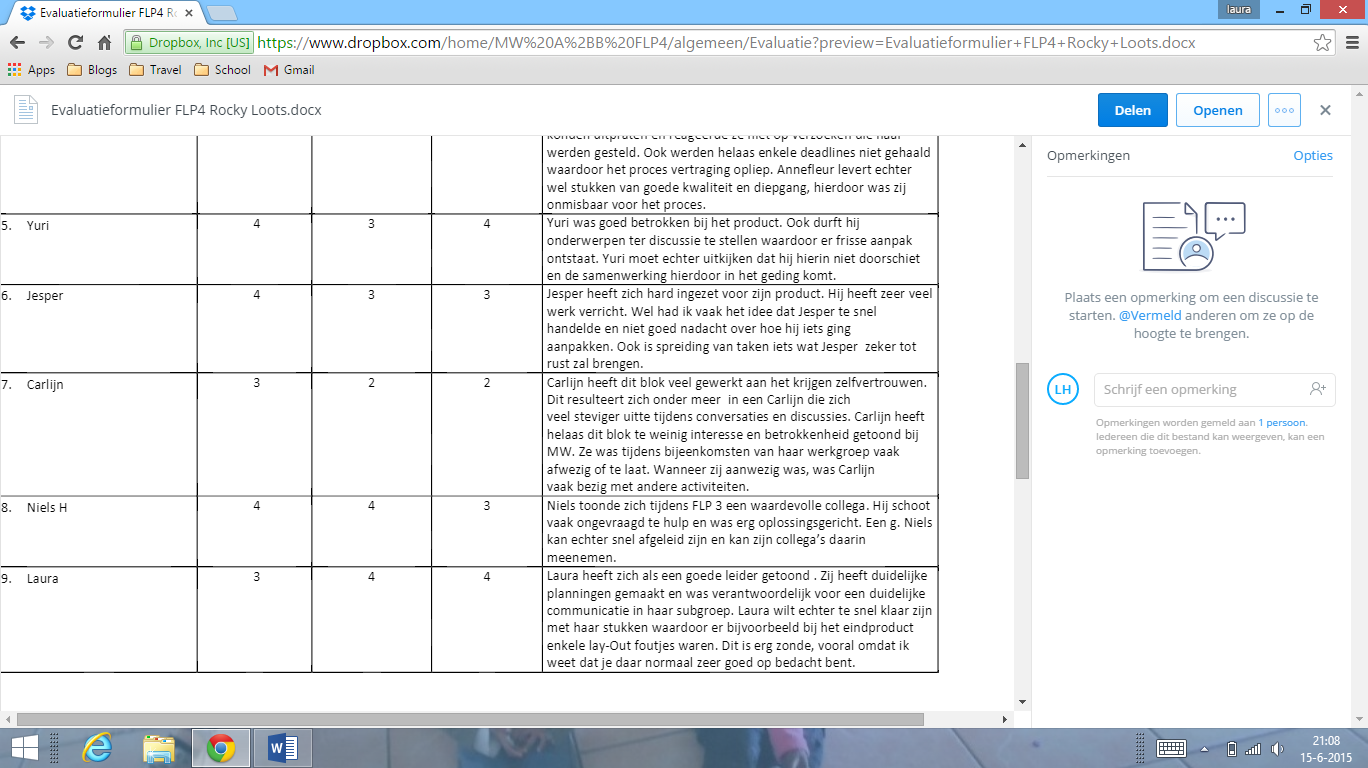 Evaluatieformulier FLP4 Ro
laura
Dropbox, Inc [US]
https://www.dropbox.com/home/MW%20A%2BB%20FLP4/algemeen/Evaluatie?preview=Evaluatieformulier+FLP4+Rocky+Loots.docx
Apps Blogs Travel School Gmail
Evaluatieformulier FLP4 Rocky Loots.docx
Delen
Openen
konden uitpraten en reageerde ze niet op verzoeken die haar
werden gesteld. Ook werden helaas enkele deadlines niet gehaald
waardoor het proces vertraging opliep. Annefleur levert echter
wel stukken van goede kwaliteit en diepgang, hierdoor was zij
onmisbaar voor het proces.
5. Yuri 4 3 4 Yuri was goed betrokken bij het product. Ook durft hij
onderwerpen ter discussie te stellen waardoor er frisse aanpak
ontstaat. Yuri moet echter uitkijken dat hij hierin niet doorschiet
en de samenwerking hierdoor in het geding komt.
6. Jesper 4 3 3 Jesper heeft zich hard ingezet voor zijn product. Hij heeft zeer veel
werk verricht. Wel had ik vaak het idee dat Jesper te snel
handelde en niet goed nadacht over hoe hij iets ging
aanpakken. Ook is spreiding van taken iets wat Jesper zeker tot
rust zal brengen.
7. Carlijn 3 2 2 Carlijn heeft dit blok veel gewerkt aan het krijgen zelfvertrouwen.
Dit resulteert zich onder meer in een Carlijn die zich
veel steviger uitte tijdens conversaties en discussies. Carlijn heeft
helaas dit blok te weinig interesse en betrokkenheid getoond bij
MW. Ze was tijdens bijeenkomsten van haar werkgroep vaak
afwezig of te laat. Wanneer zij aanwezig was, was Carlijn
vaak bezig met andere activiteiten.
8. Niels H 4 4 3 Niels toonde zich tijdens FLP 3 een waardevolle collega. Hij schoot
vaak ongevraagd te hulp en was erg oplossingsgericht. Een g. Niels
kan echter snel afgeleid zijn en kan zijn collega's daarin
meenemen.
9. Laura 3 4 4 Laura heeft zich als een goede leider getoond . Zij heeft duidelijke
planningen gemaakt en was verantwoordelijk voor een duidelijke
communicatie in haar subgroep. Laura wilt echter te snel klaar zijn
met haar stukken waardoor er bijvoorbeeld bij het eindproduct
enkele lay-Out foutjes waren. Dit is erg zonde, vooral omdat ik
weet dat je daar normaal zeer goed op bedacht bent.
Opmerkingen Opties
Plaats een opmerking om een discussie te
starten. @Vermeld anderen om ze op de
hoogte te brengen.
LH Schrijf een opmerking
Opmerkingen worden gemeld aan 1 persoon.
Iedereen die dit bestand kan weergeven, kan een
opmerking toevoegen.
21:08
15-6-2015